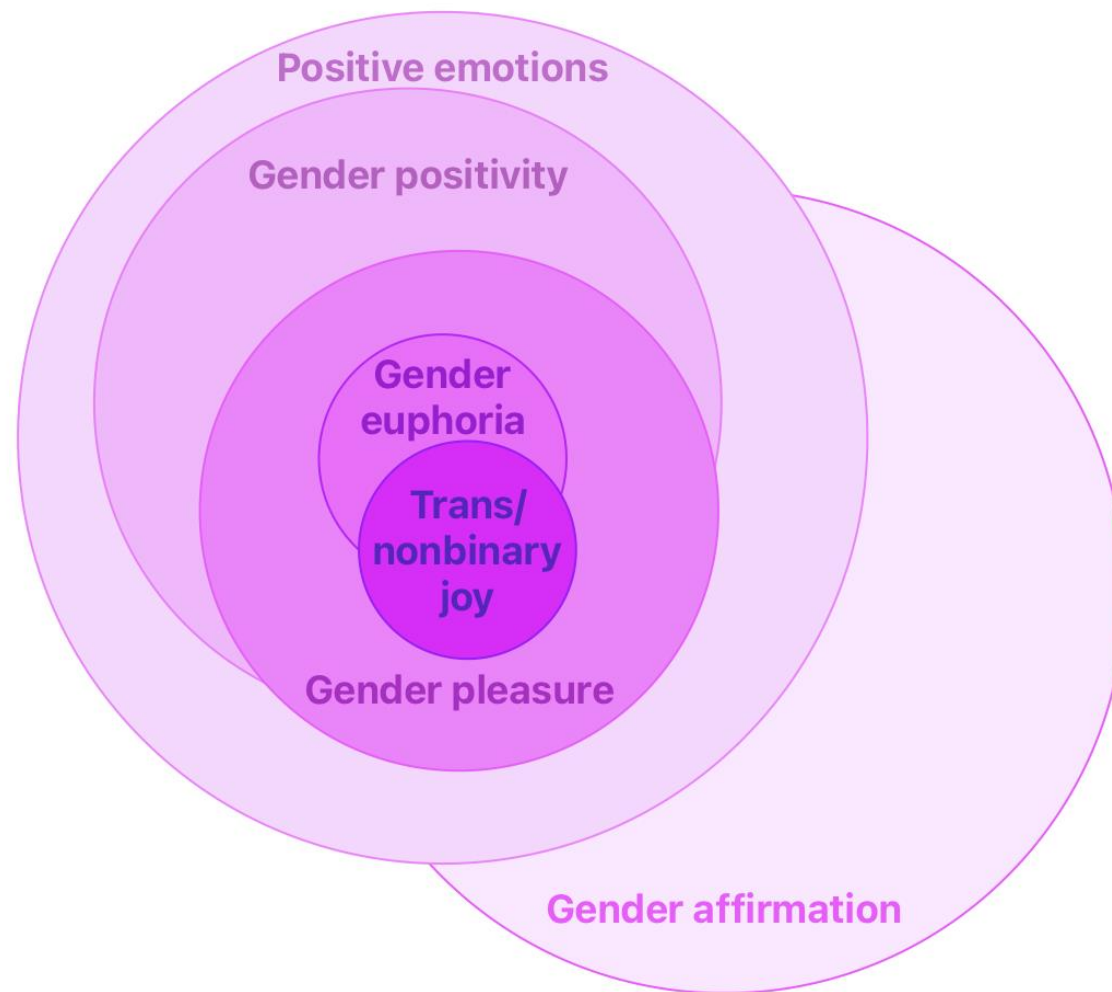 Positive emotions
Gender positivity
Gender
euphoria
Trans/
nonbinary
joy
Gender pleasure
Gender affirmation